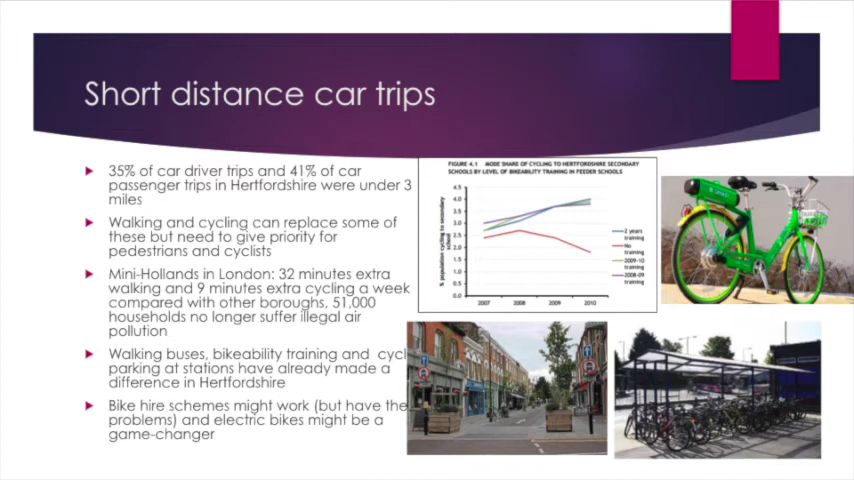 Short distance car trips
35% of car driver trips and 41% of car
passenger trips in Hertfordshire were under 3
miles
Walking and cycling can replace some of
these but need to give priority for
pedestrians and cyclists
Mini-Hollands in London: 32 minutes extra
walking and 9 minutes extra cycling a week
compared with other boroughs, 51,000
households no longer suffer illegal air
pollution
Walking buses, bikeability training and cycl
parking at stations have already made a
difference in Hertfordshire
Bike hire schemes might work (but have the
problems) and electric bikes might be a
game-changer
FIGURE 4.1 MODE SHARE OF CYCLING TO HERTFORDSHIRE SECONDARY
SCHOOLS BY LEVEL OF BIKEABILITY TRAINING IN FEEDER SCHOOLS
% population cycling to secondary
school
4.5
4.0
3.5
3.0
2.5
2.0
1.5
1.0
0.5
0.0
2007 2008 2009 2010
2 years
training
No
training
2009-10
training
2008-09
training